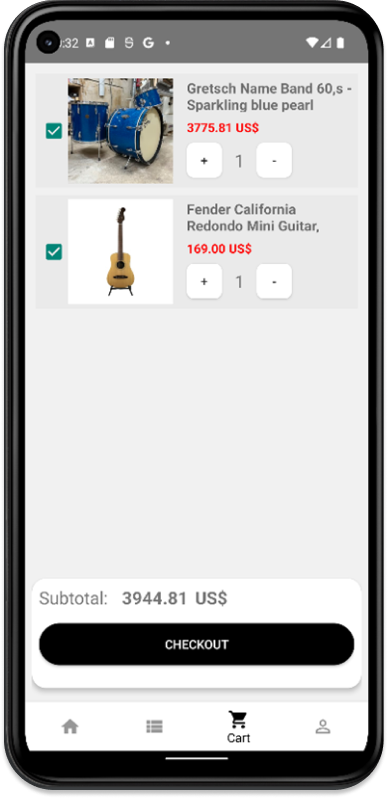 :32
Gretsch Name Band 60,s -
Sparkling blue pearl
3775.81 US$
+ 1 -
Fender California
Redondo Mini Guitar,
169.00 US$
+ 1 -
Subtotal: 3944.81 US$
CHECKOUT
Cart